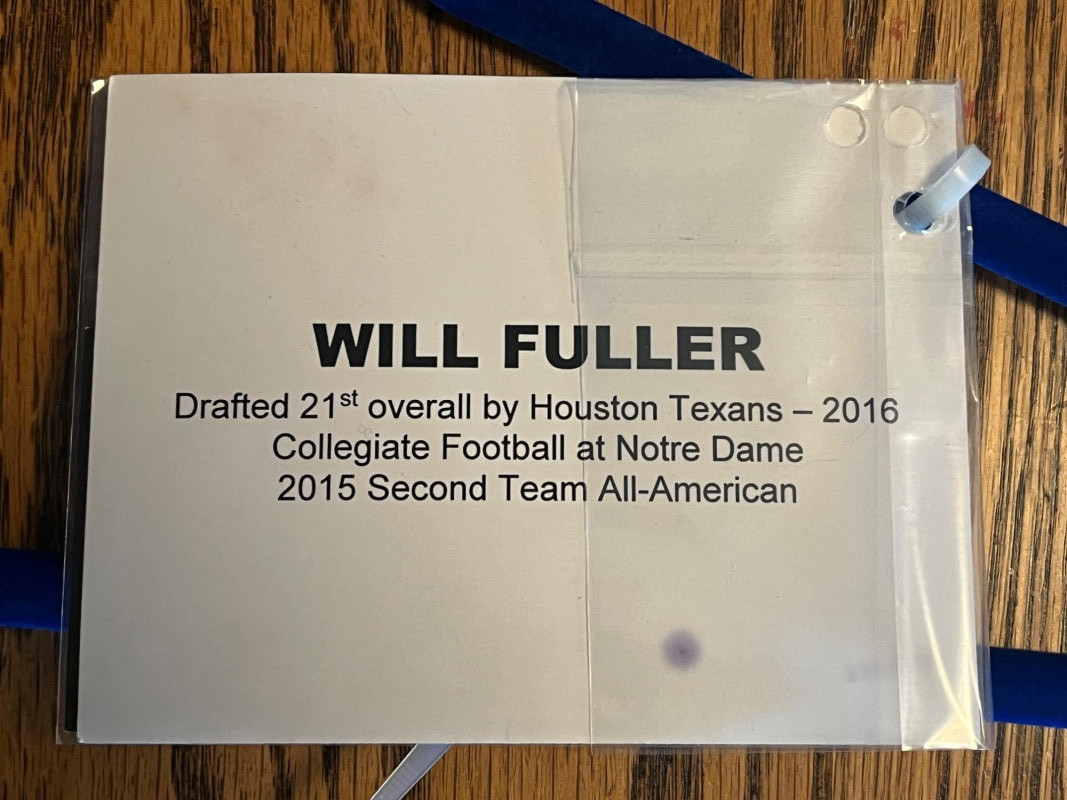 WILL FULLER
Drafted 21st overall by Houston Texans – 2016
Collegiate Football at Notre Dame
2015 Second Team All-American